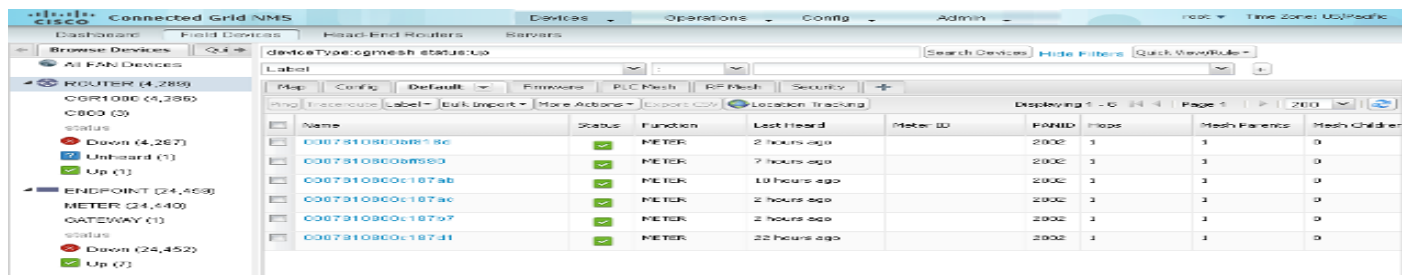 CISCO Connected Grid NMS Devices Operations Config Admin root Time Zone: US/Pacific
Dashboard Field Devices Head-End Routers Servers
Browse Devices Qui
deviceType:cgmesh status:up Search Devices Hide Filters Quick View/Rule
All FAN Devices
Label :
ROUTER (4,289)
CGR1000 (4,286)
C800 (3)
status
Down (4,287)
Unheard (1)
Up (1)
ENDPOINT (24,459)
METER (24,440)
GATEWAY (1)
status
Down (24,452)
Up (7)
Map Config Default Firmware PLC Mesh RF Mesh Security +
Ping Traceroute Label Bulk Import More Actions Export CSV Location Tracking Displaying 1 - 6 Page 1 200
Name Status Function Last Heard Meter ID PANID Hops Mesh Parents Mesh Children
METER 2 hours ago 2002 1 1 0
METER 7 hours ago 2002 1 1 0
0007810800c187ab METER 2002 1 1 0
0007810800c187ac METER 2 hours ago 2002 1 1 0
0007810800c187b7 METER 2 hours ago 2002 1 1 0
0007810800c187d1 METER 22 hours ago 2002 1 1 0